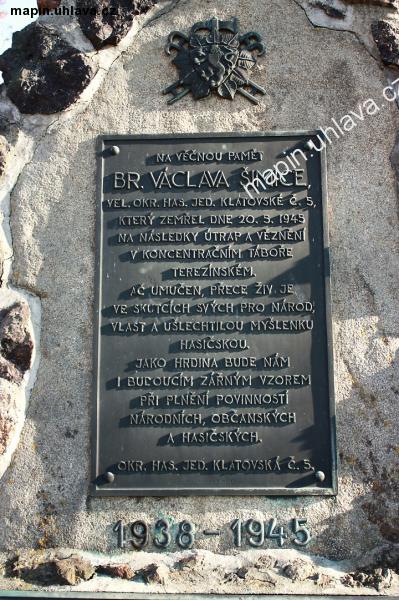 mapin.uhlava.cz
mapin.uhlava.cz
NA VĚČNOU PAMĚŤ
BR. VÁCLAVA
VEL. OKR. HAS. JED. KLATOVSKÉ Č. 5,
KTERÝ ZEMŘEL DNE 20. 5. 1945
NA NÁSLEDKY ÚTRAP A VĚZNĚNÍ
V KONCENTRAČNÍM TÁBOŘE
TEREZÍNSKÉM.
AČ UMUČEN, PŘECE ŽIV JE
VE SKUTCÍCH SVÝCH PRO NÁROD,
VLAST A UŠLECHTILOU MYŠLENKU
HASIČSKOU.
JAKO HRDINA BUDE NÁM
I BUDOUCÍM ZÁŘNÝM VZOREM
PŘI PLNĚNÍ POVINNOSTÍ
NÁRODNÍCH, OBČANSKÝCH
A HASIČSKÝCH.
OKR. HAS. JED. KLATOVSKÁ Č. 5.
1938 - 1945
mapin.uhlava.cz